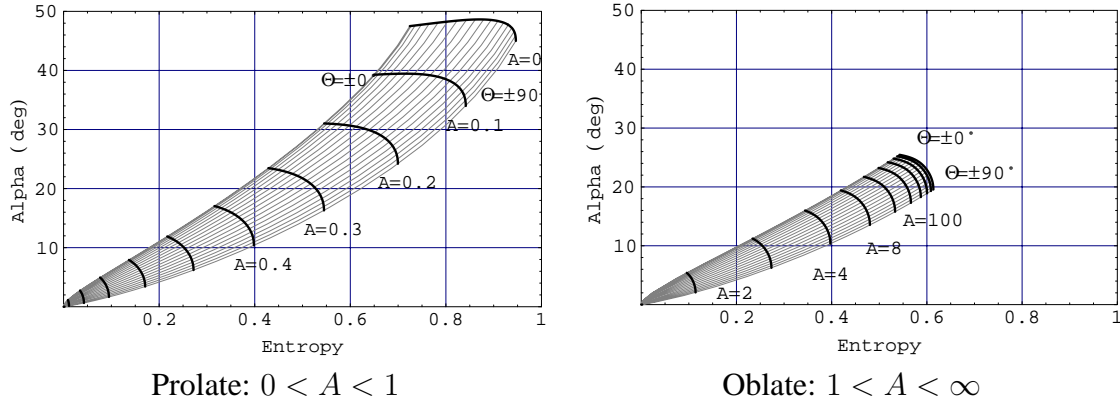 50
40
30
20
10
Alpha (deg)
Θ=±0
Θ=±90°
A=0
A=0.1
A=0.2
A=0.3
A=0.4
0.2 0.4 0.6 0.8 1
Entropy
Prolate: 0 < A < 1
50
40
30
20
10
Alpha (deg)
Θ=±0°
Θ=±90°
A=100
A=8
A=4
A=2
0.2 0.4 0.6 0.8 1
Entropy
Oblate: 1 < A < ∞